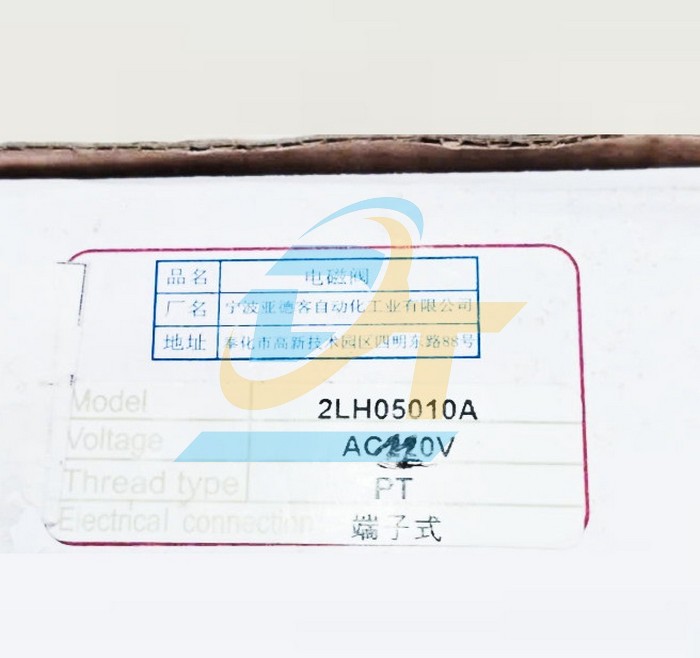 品名 电磁阀
厂名 宁波亚德客自动化工业有限公司
地址 奉化市高新技术园区四明东路88号
Model 2LH05010A
Voltage AC220V
Thread type PT
Electrical connection 端子式